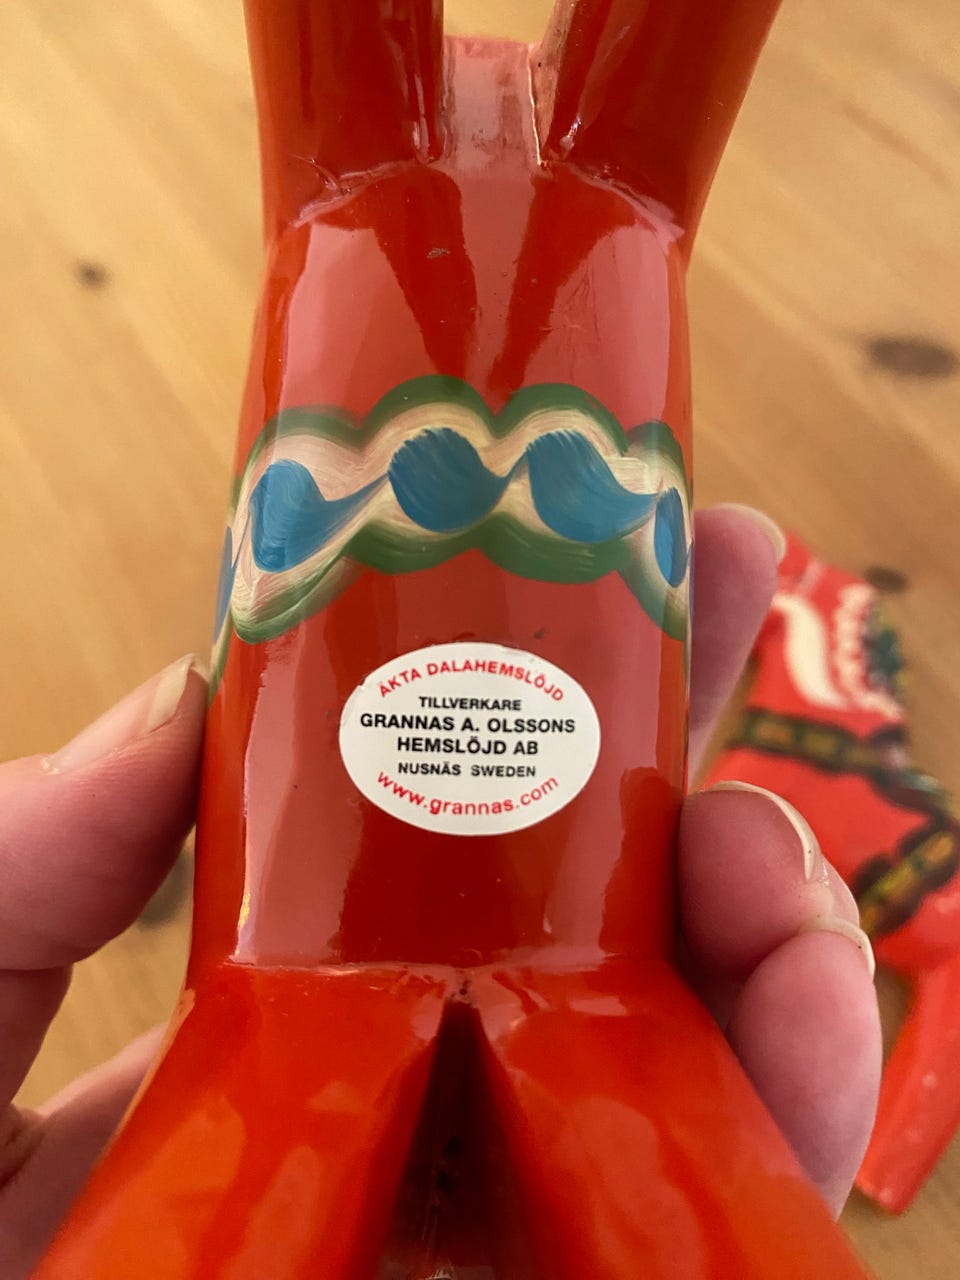 ÄKTA DALAHEMSLÖJD
TILLVERKARE
GRANNAS A. OLSSONS
HEMSLÖJD AB
NUSNÄS SWEDEN
www.grannas.com